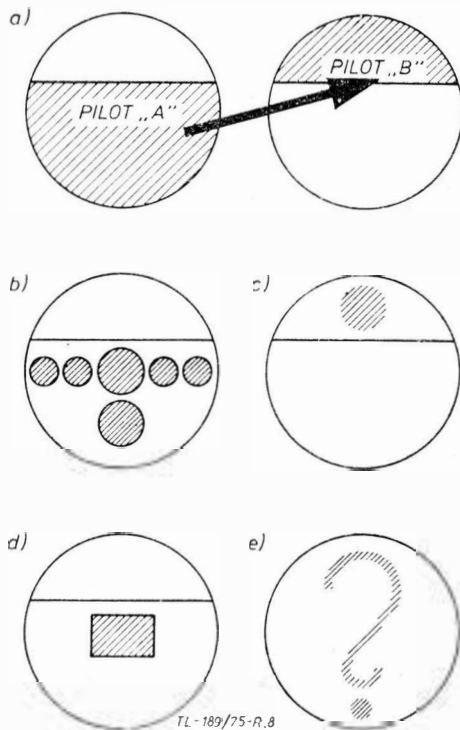 a)
PILOT „A"
PILOT „B"
b)
c)
d)
e)
?
TL-189/75-R.8